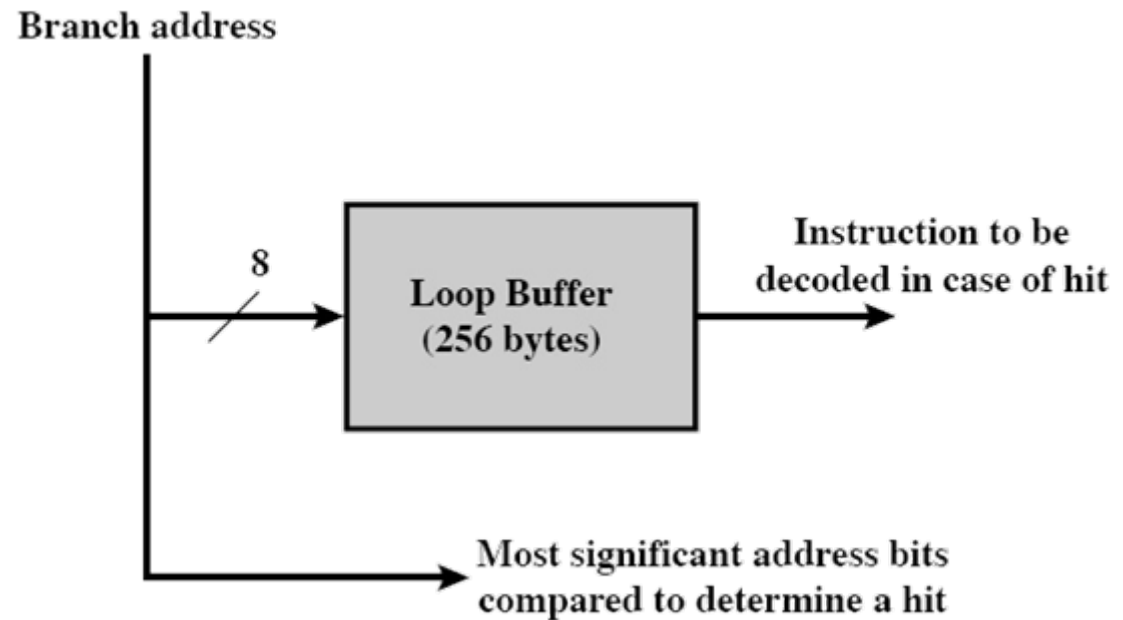 Branch address
8
Instruction to be
decoded in case of hit
Loop Buffer
(256 bytes)
Most significant address bits
compared to determine a hit